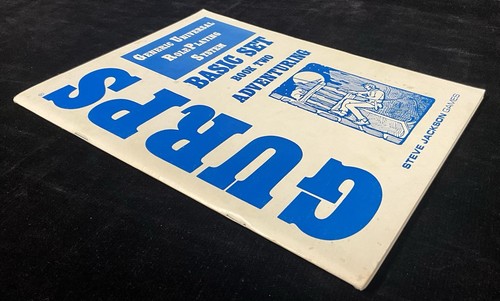 GURPS
GENERIC UNIVERSAL
ROLEPLAYING
SYSTEM
BASIC SET
BOOK TWO
ADVENTURING
STEVE JACKSON GAMES